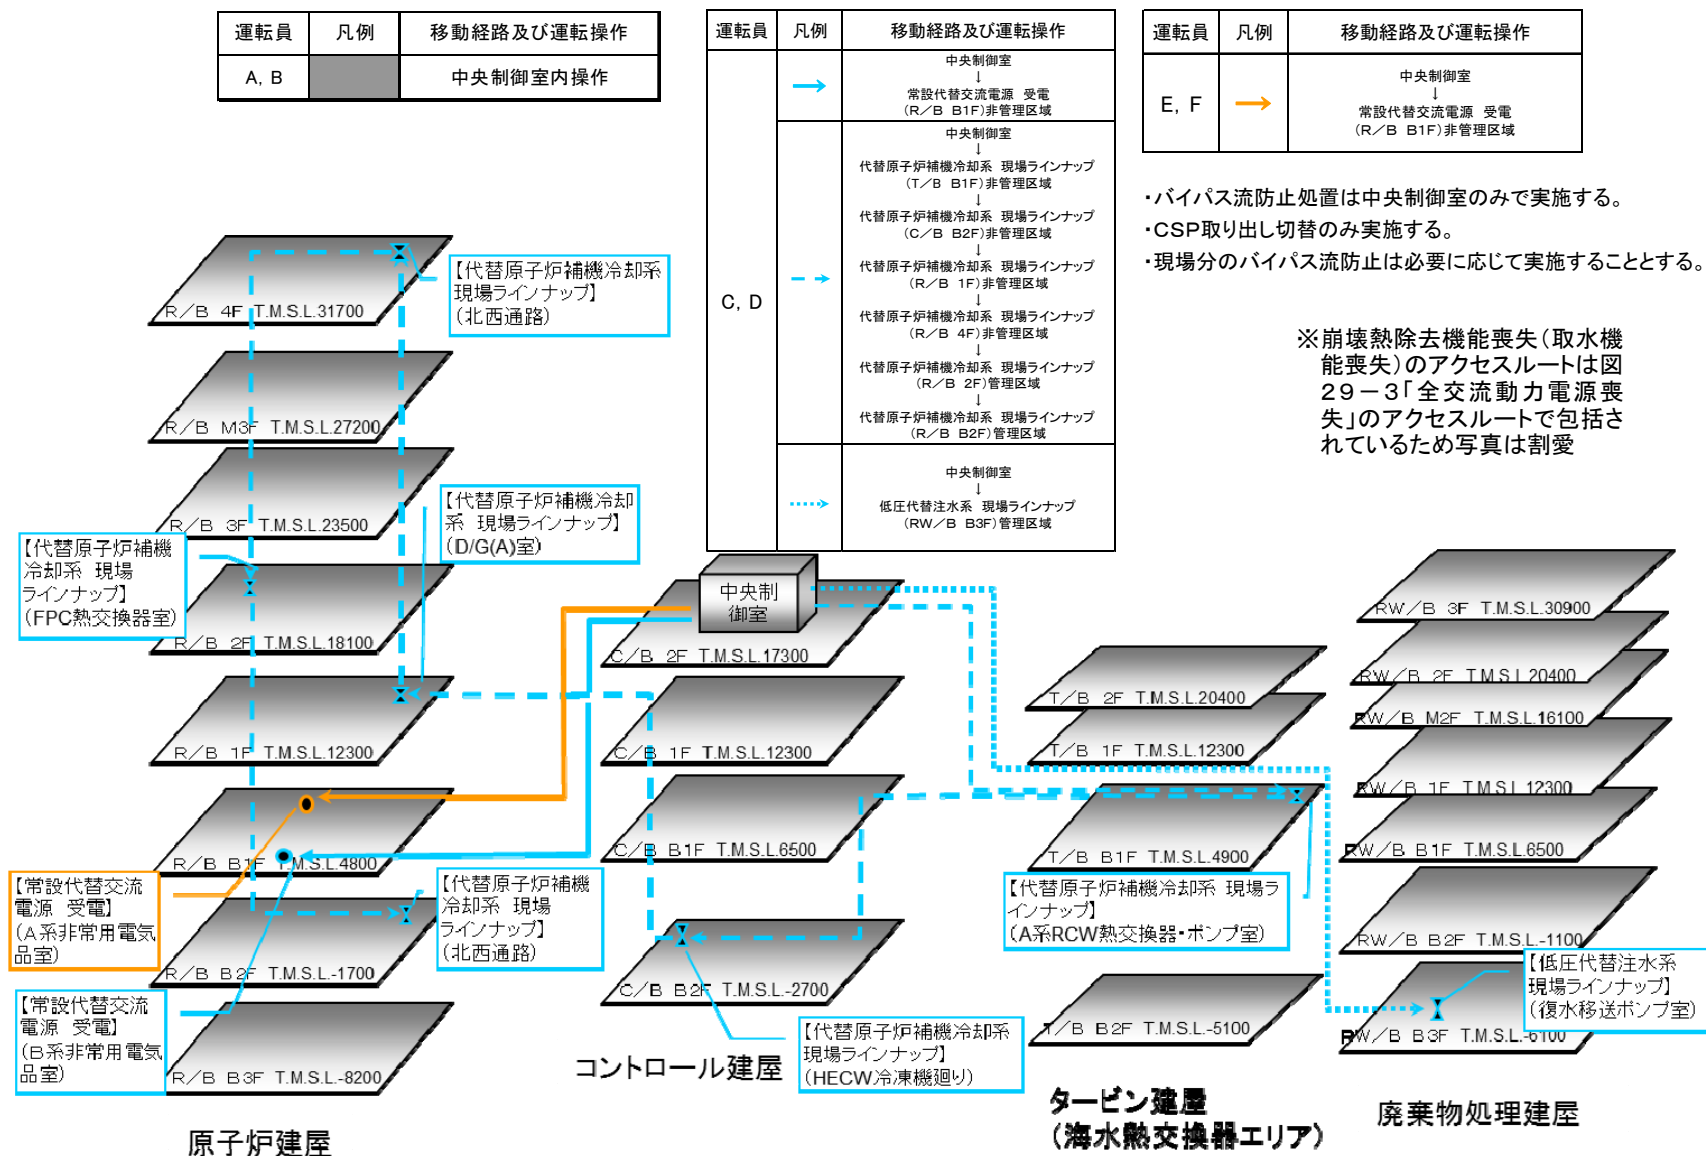 運転員 凡例 移動経路及び運転操作
A, B 中央制御室内操作
運転員 凡例 移動経路及び運転操作
C, D
中央制御室
↓
常設代替交流電源 受電
(R/B B1F)非管理区域
中央制御室
↓
代替原子炉補機冷却系 現場ラインナップ
(T/B B1F)非管理区域
↓
代替原子炉補機冷却系 現場ラインナップ
(C/B B2F)非管理区域
↓
代替原子炉補機冷却系 現場ラインナップ
(R/B 1F)非管理区域
↓
代替原子炉補機冷却系 現場ラインナップ
(R/B 4F)非管理区域
↓
代替原子炉補機冷却系 現場ラインナップ
(R/B 2F)管理区域
↓
代替原子炉補機冷却系 現場ラインナップ
(R/B B2F)管理区域
中央制御室
↓
低圧代替注水系 現場ラインナップ
(RW/B B3F)管理区域
運転員 凡例 移動経路及び運転操作
E, F
中央制御室
↓
常設代替交流電源 受電
(R/B B1F)非管理区域
・バイパス流防止処置は中央制御室のみで実施する。
・CSP取り出し切替のみ実施する。
・現場分のバイパス流防止は必要に応じて実施することとする。
※崩壊熱除去機能喪失(取水機
能喪失)のアクセスルートは図
29-3「全交流動力電源喪
失」のアクセスルートで包括さ
れているため写真は割愛
R/B 4F T.M.S.L.31700
R/B M3F T.M.S.L.27200
R/B 3F T.M.S.L.23500
R/B 2F T.M.S.L.18100
R/B 1F T.M.S.L.12300
R/B B1F T.M.S.L.4800
R/B B2F T.M.S.L.-1700
R/B B3F T.M.S.L.-8200
原子炉建屋
【代替原子炉補機冷却系
現場ラインナップ】
(北西通路)
【代替原子炉補機冷却
系 現場ラインナップ】
(D/G(A)室)
【代替原子炉補機
冷却系 現場
ラインナップ】
(FPC熱交換器室)
【常設代替交流
電源 受電】
(A系非常用電気
品室)
【常設代替交流
電源 受電】
(B系非常用電気
品室)
【代替原子炉補機
冷却系 現場
ラインナップ】
(北西通路)
中央制
御室
C/B 2F T.M.S.L.17300
C/B 1F T.M.S.L.12300
C/B B1F T.M.S.L.6500
C/B B2F T.M.S.L.-2700
コントロール建屋
【代替原子炉補機冷却系
現場ラインナップ】
(HECW冷凍機廻り)
T/B 2F T.M.S.L.20400
T/B 1F T.M.S.L.12300
T/B B1F T.M.S.L.4900
【代替原子炉補機冷却系 現場ラ
インナップ】
(A系RCW熱交換器・ポンプ室)
T/B B2F T.M.S.L.-5100
タービン建屋
(海水熱交換器エリア)
RW/B 3F T.M.S.L.30900
RW/B 2F T.M.S.L.20400
RW/B M2F T.M.S.L.16100
RW/B 1F T.M.S.L.12300
RW/B B1F T.M.S.L.6500
RW/B B2F T.M.S.L.-1100
RW/B B3F T.M.S.L.-6100
【低圧代替注水系
現場ラインナップ】
(復水移送ポンプ室)
廃棄物処理建屋